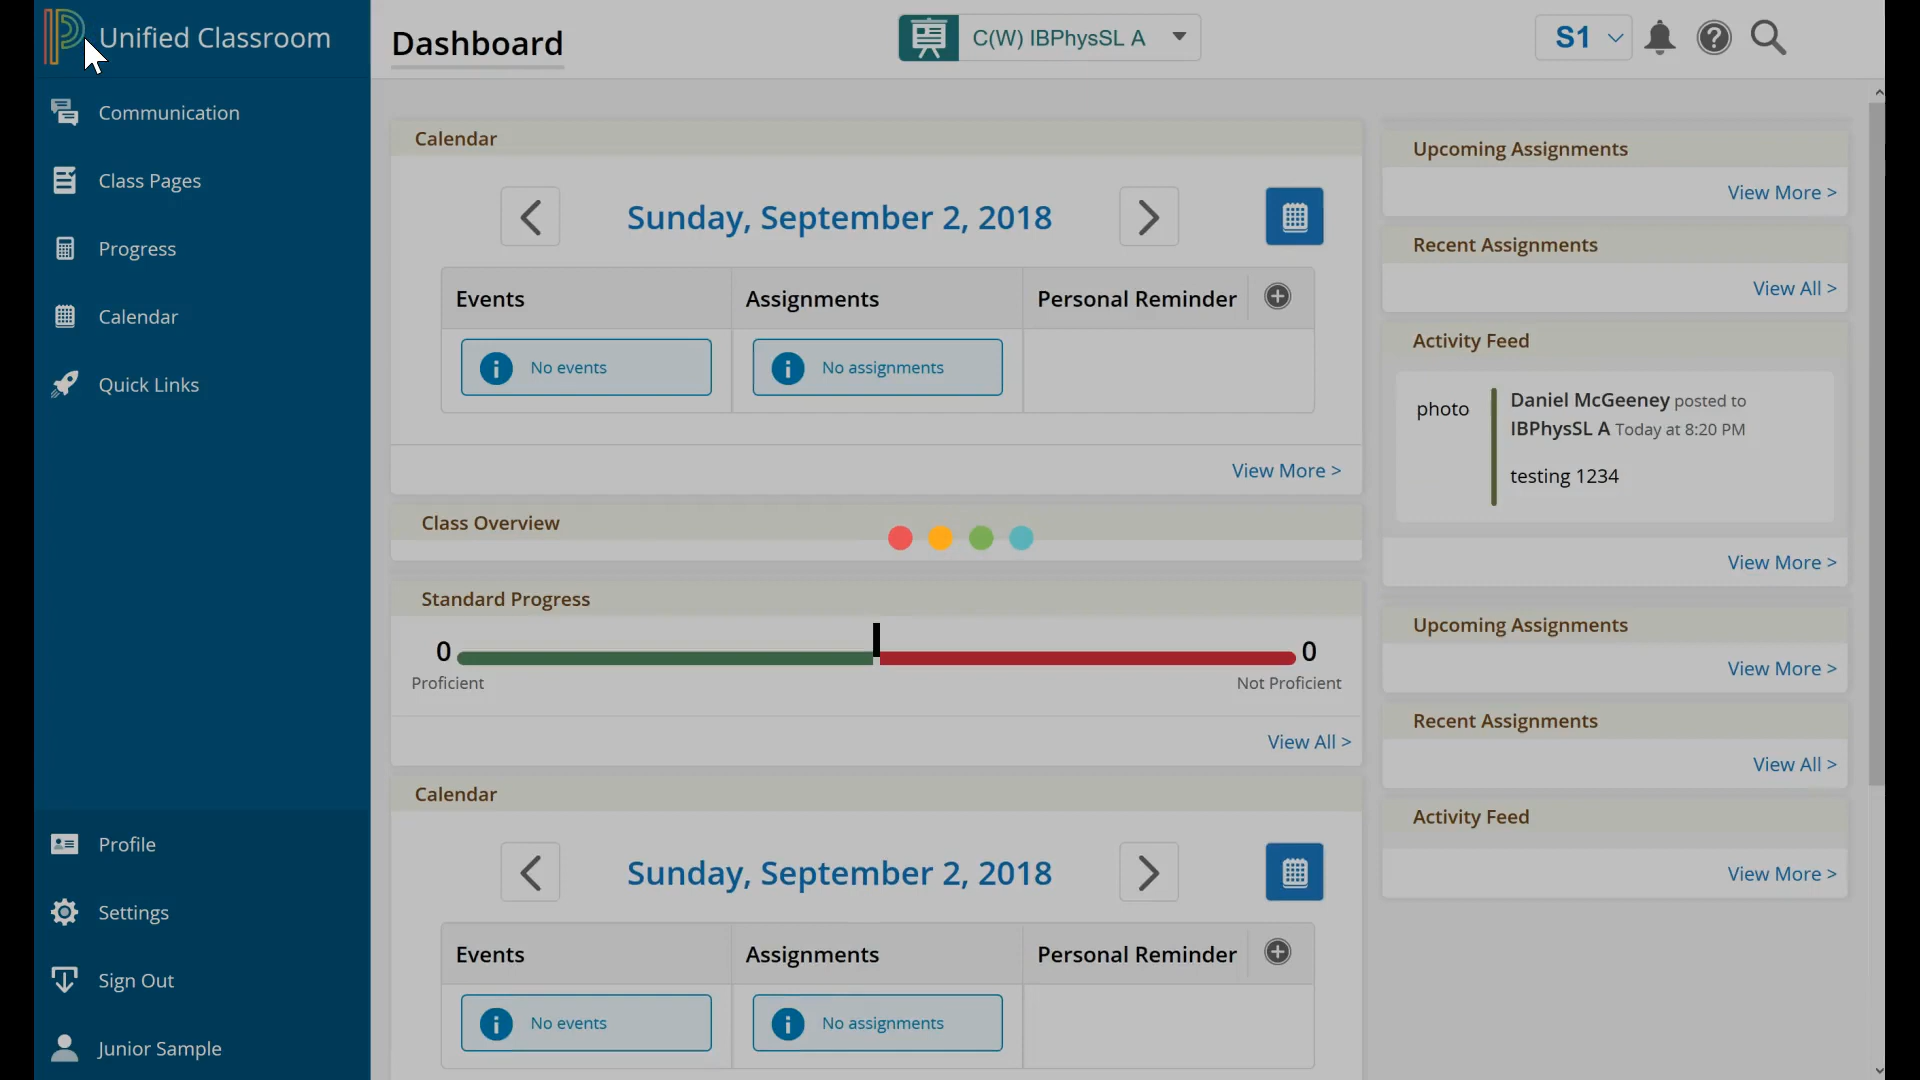 Unified Classroom
Communication
Class Pages
Progress
Calendar
Quick Links
Profile
Settings
Sign Out
Junior Sample
Dashboard
C(W) IBPhysSL A
S1
Calendar
Sunday, September 2, 2018
Events
Assignments
Personal Reminder
No events
No assignments
View More >
Class Overview
Standard Progress
0
0
Proficient
Not Proficient
View All >
Calendar
Sunday, September 2, 2018
Events
Assignments
Personal Reminder
No events
No assignments
Upcoming Assignments
View More >
Recent Assignments
View All >
Activity Feed
photo
Daniel McGeeney posted to
IBPhysSL A Today at 8:20 PM
testing 1234
View More >
Upcoming Assignments
View More >
Recent Assignments
View All >
Activity Feed
View More >